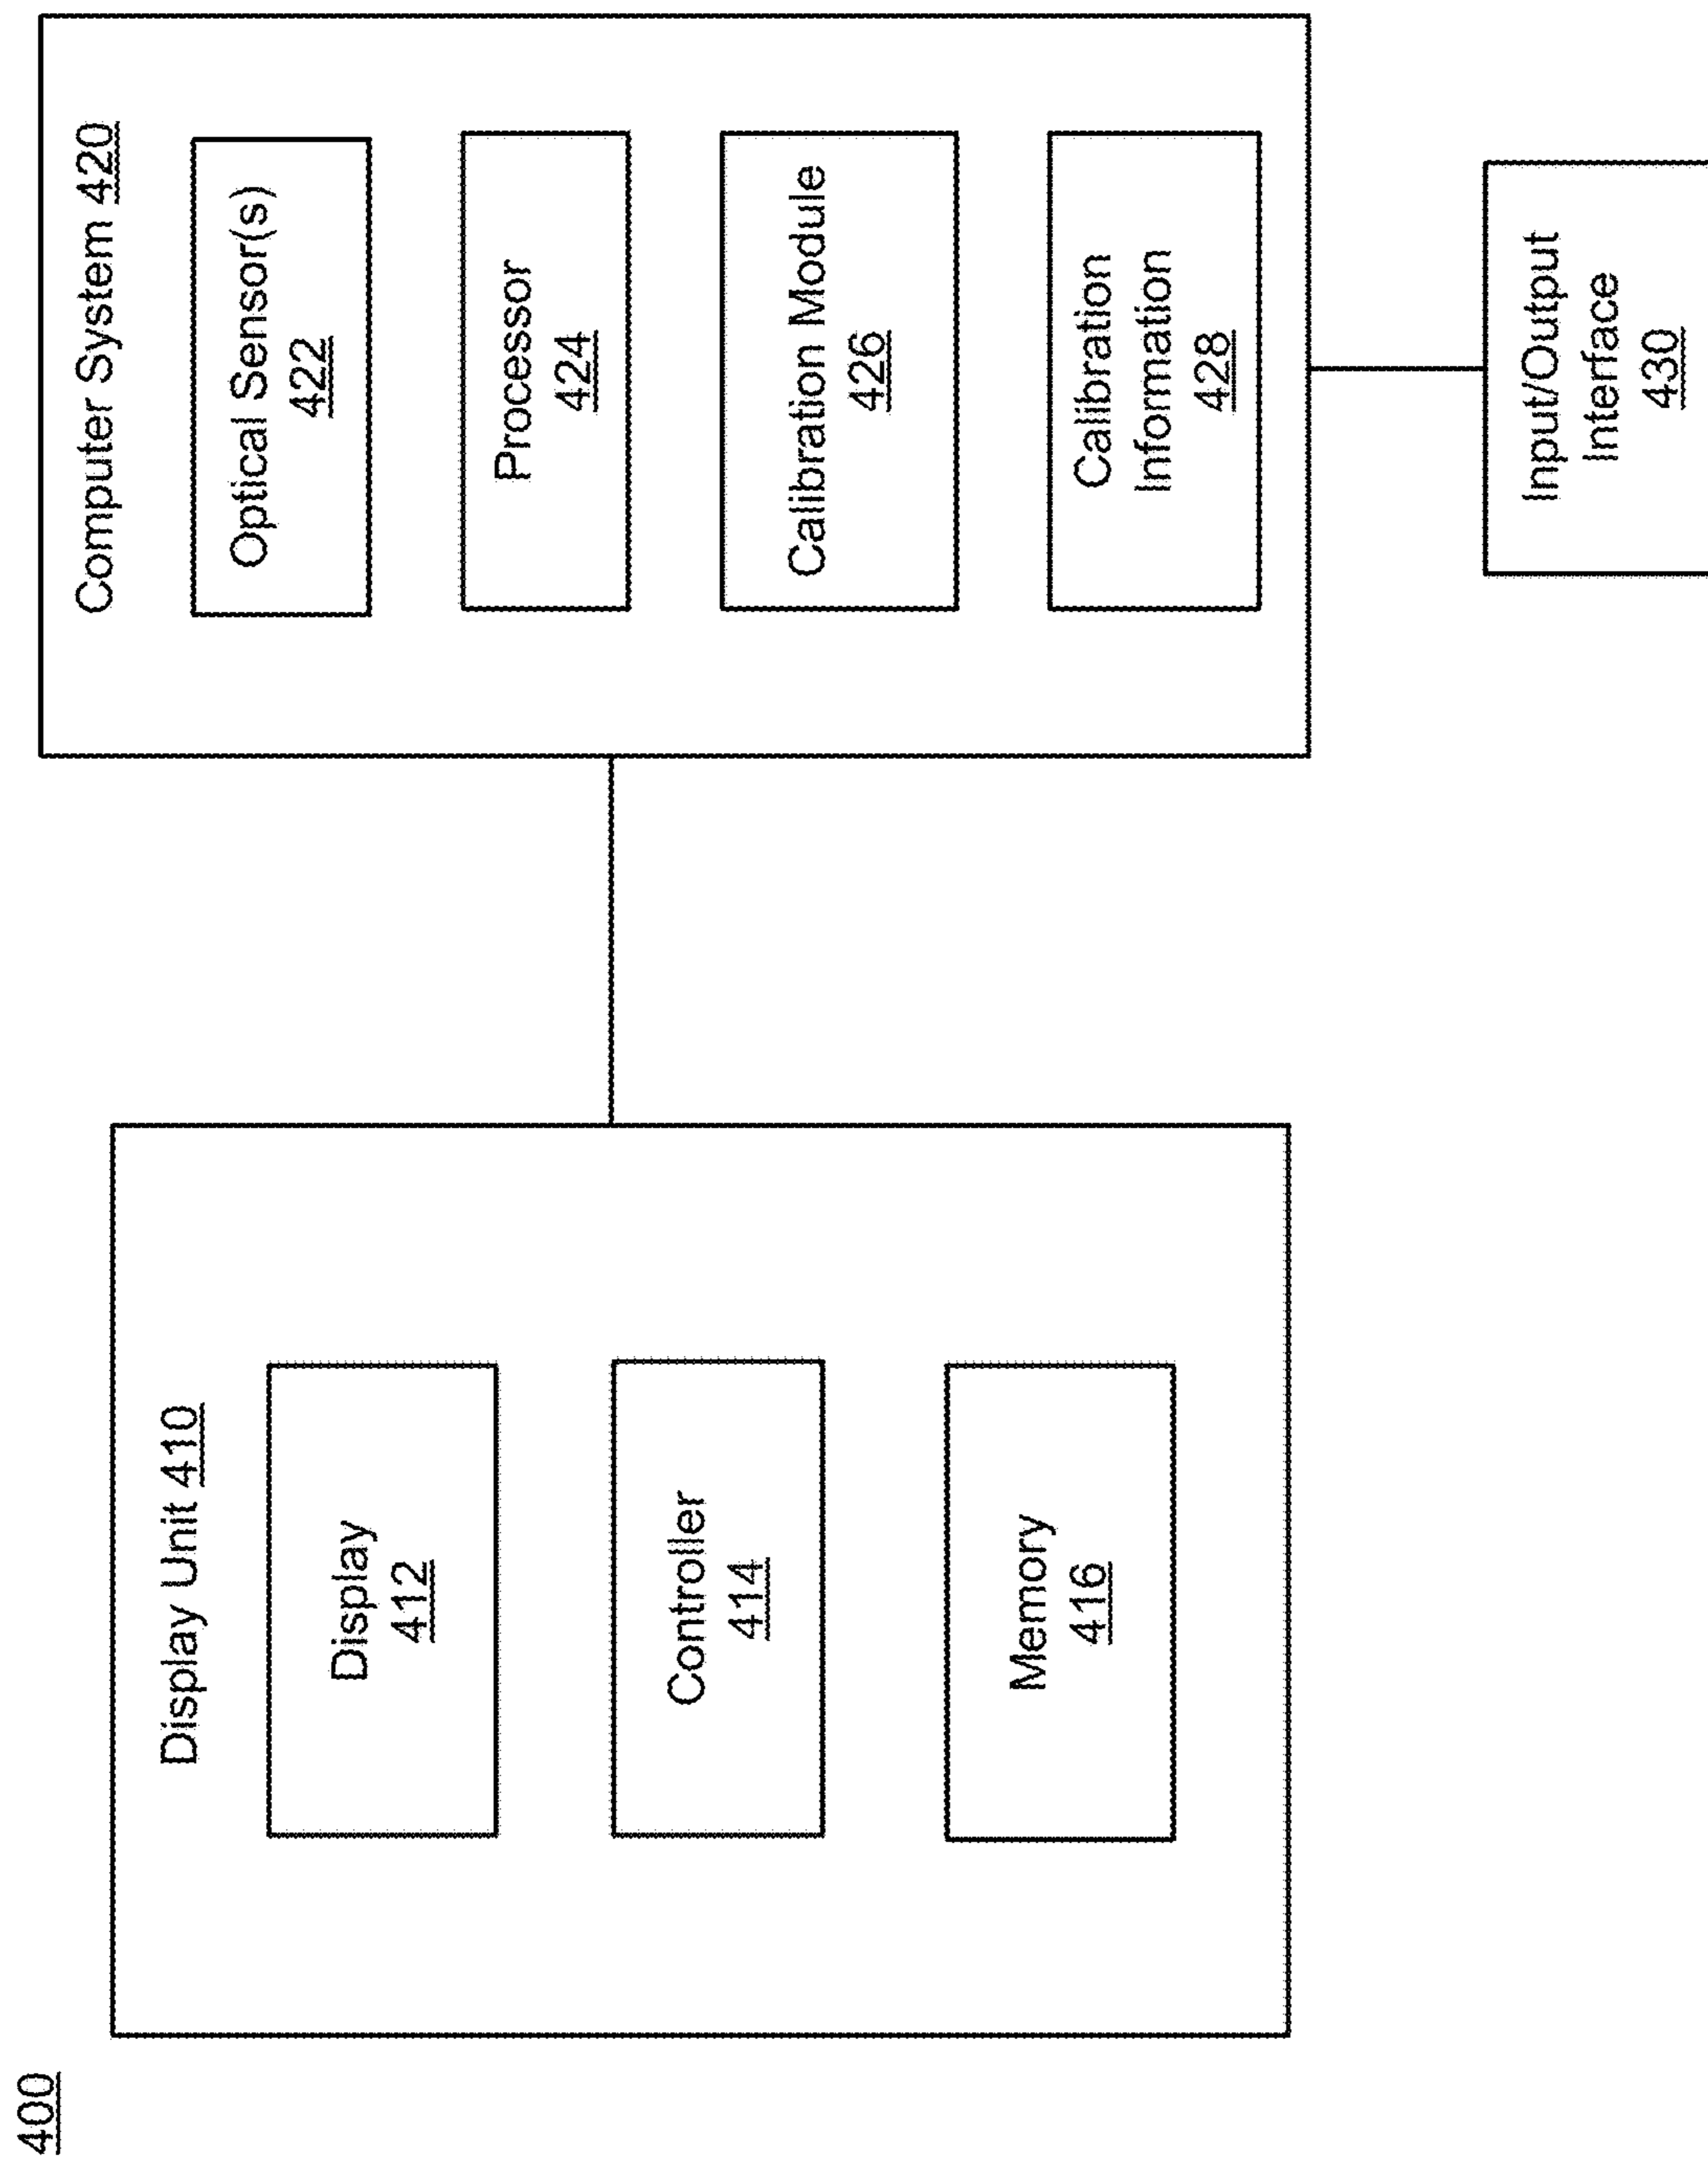 400
Display Unit 410
Display
412
Controller
414
Memory
416
Computer System 420
Optical Sensor(s)
422
Processor
424
Calibration Module
426
Calibration
Information
428
Input/Output
Interface
430